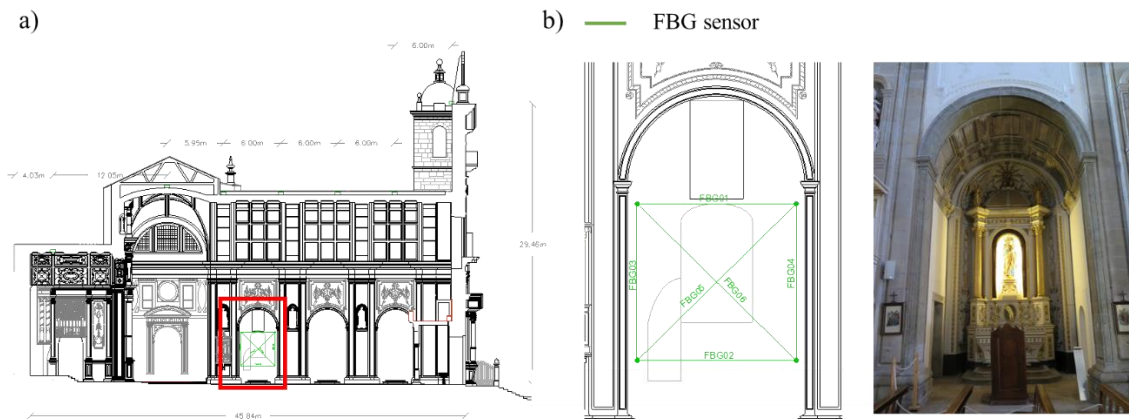 a)
b)
FBG sensor
6.00m
5.95m
6.00m
6.00m
6.00m
4.03m
12.05m
29.46m
45.84m
FBG01
FBG03
FBG04
FBG05
FBG06
FBG02